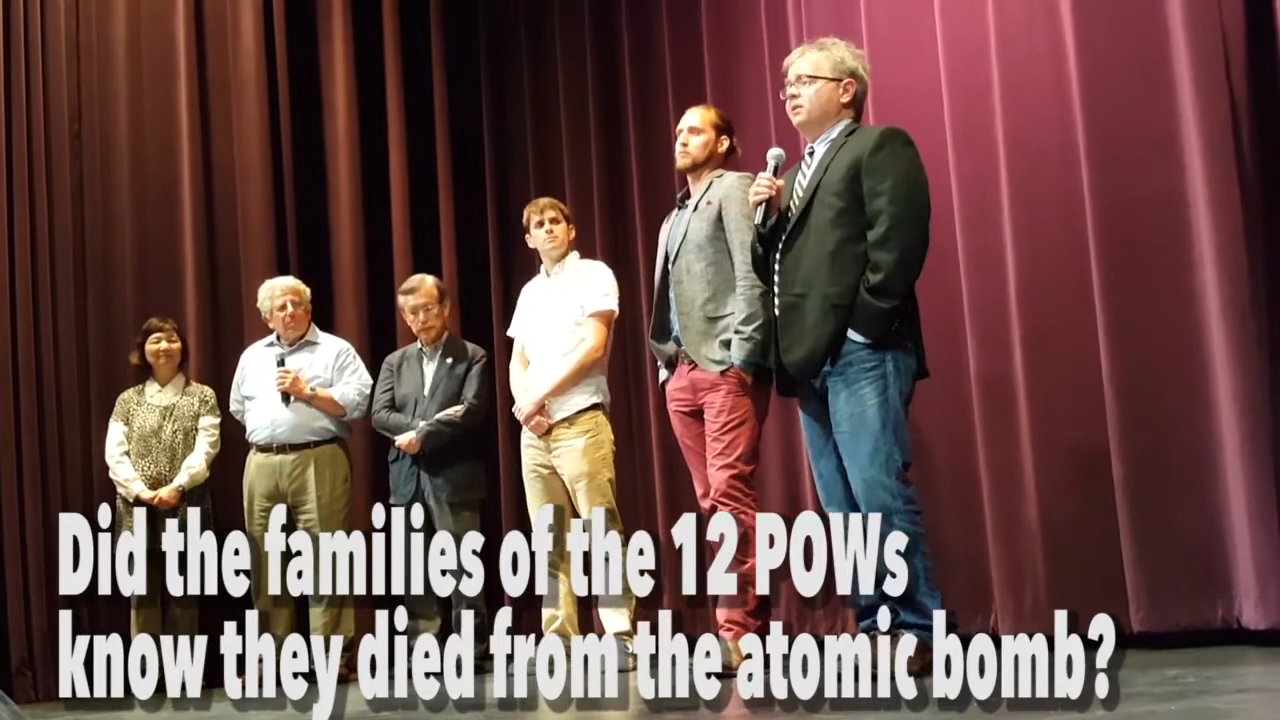 Did the families of the 12 POWs
know they died from the atomic bomb?